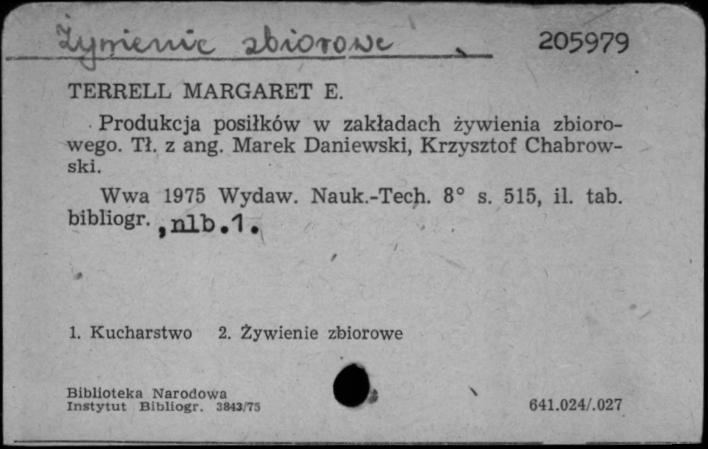 Żywienie zbiorowe 205979
TERRELL MARGARET E.
Produkcja posiłków w zakładach żywienia zbioro-
wego. Tł. z ang. Marek Daniewski, Krzysztof Chabrow-
ski.
Wwa 1975 Wydaw. Nauk.-Tech. 8° s. 515, il. tab.
bibliogr. ,nlb.1.
1. Kucharstwo 2. Żywienie zbiorowe
Biblioteka Narodowa
Instytut Bibliogr. 3843/75 641.024/.027